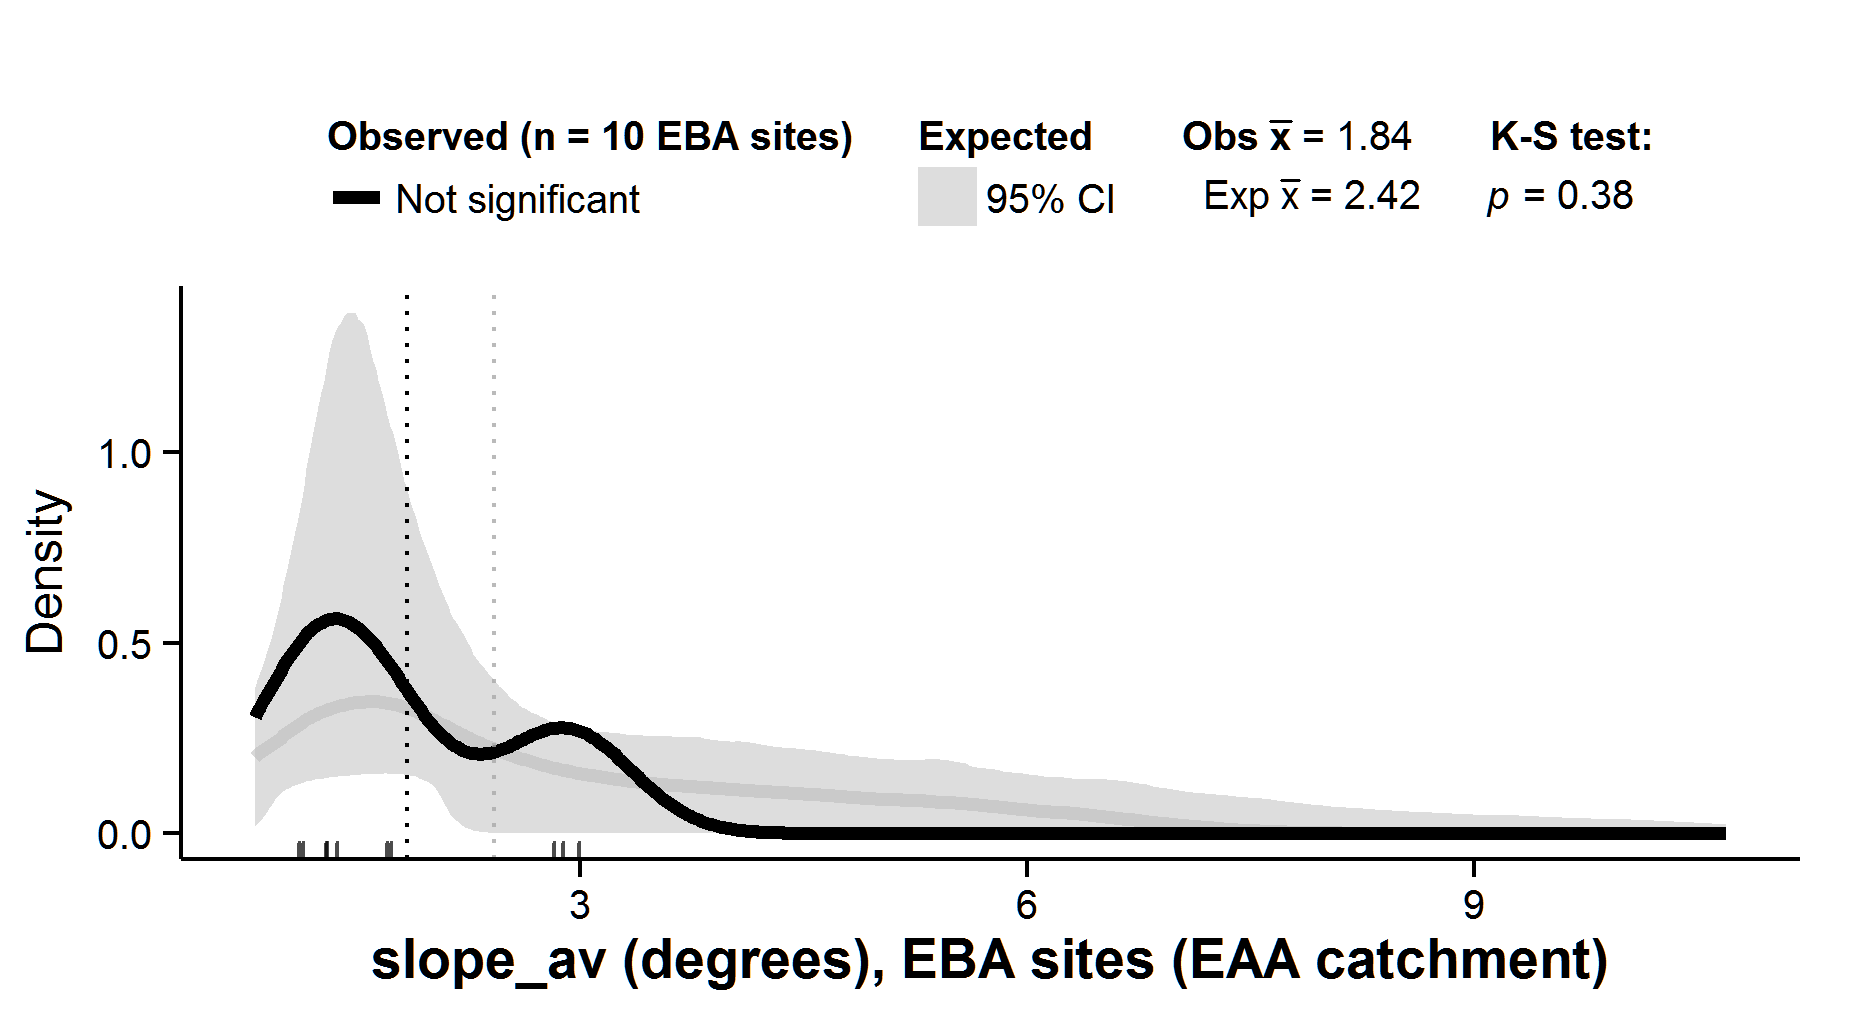 Observed (n = 10 EBA sites) Expected Obs x̅ = 1.84 K-S test:
Not significant 95% CI Exp x̅ = 2.42 p = 0.38
Density
1.0
0.5
0.0
3 6 9
slope_av (degrees), EBA sites (EAA catchment)